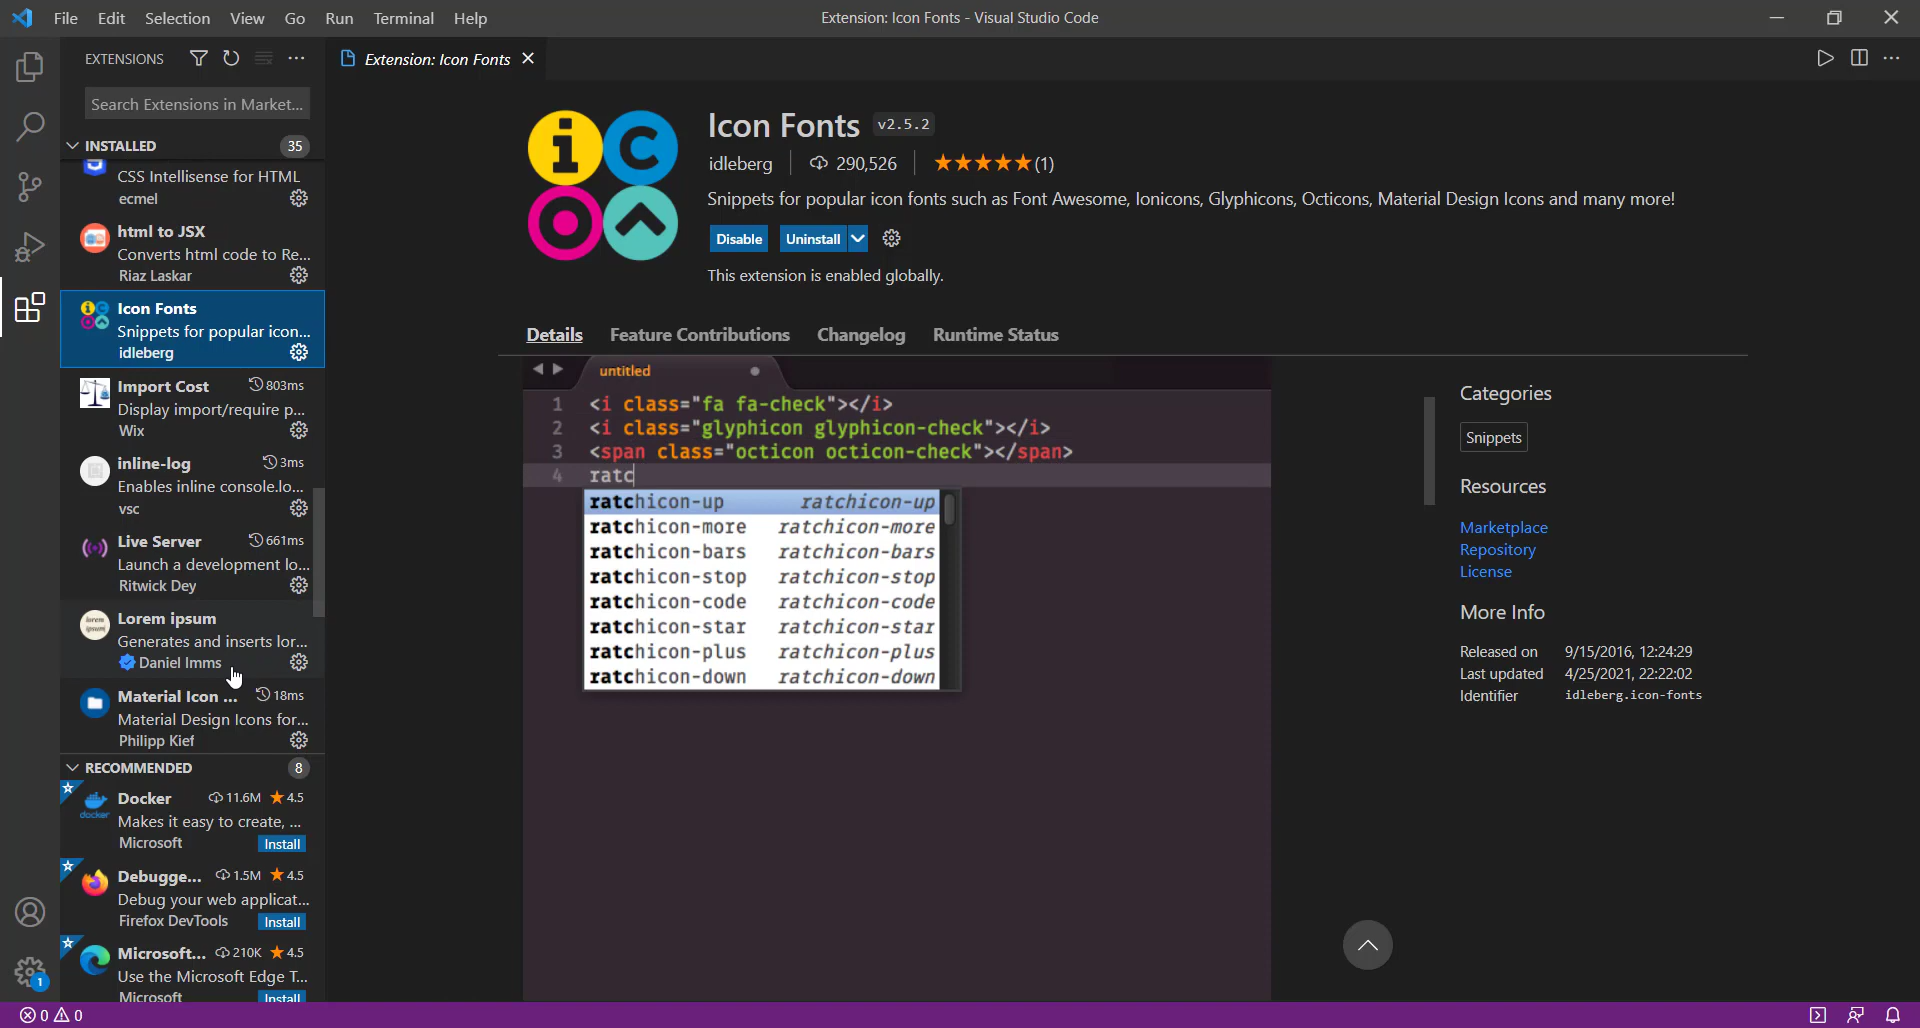 File Edit Selection View Go Run Terminal Help
Extension: Icon Fonts - Visual Studio Code
EXTENSIONS
Extension: Icon Fonts
Search Extensions in Market...
INSTALLED 35
CSS Intellisense for HTML
ecmel
html to JSX
Converts html code to Re...
Riaz Laskar
Icon Fonts
Snippets for popular icon...
idleberg
Import Cost 803ms
Display import/require p...
Wix
inline-log 3ms
Enables inline console.lo...
vsc
Live Server 661ms
Launch a development lo...
Ritwick Dey
Lorem ipsum
Generates and inserts lor...
Daniel Imms
Material Icon ... 18ms
Material Design Icons for...
Philipp Kief
RECOMMENDED 8
Docker 11.6M 4.5
Makes it easy to create, ...
Microsoft Install
Debugge... 1.5M 4.5
Debug your web applicat...
Firefox DevTools Install
Microsoft... 210K 4.5
Use the Microsoft Edge T...
Microsoft Install
Icon Fonts v2.5.2
idleberg 290,526 (1)
Snippets for popular icon fonts such as Font Awesome, Ionicons, Glyphicons, Octicons, Material Design Icons and many more!
Disable Uninstall
This extension is enabled globally.
Details Feature Contributions Changelog Runtime Status
untitled
1 <i class="fa fa-check"></i>
2 <i class="glyphicon glyphicon-check"></i>
3 <span class="octicon octicon-check"></span>
4 ratc
ratchicon-up ratchicon-up
ratchicon-more ratchicon-more
ratchicon-bars ratchicon-bars
ratchicon-stop ratchicon-stop
ratchicon-code ratchicon-code
ratchicon-star ratchicon-star
ratchicon-plus ratchicon-plus
ratchicon-down ratchicon-down
Categories
Snippets
Resources
Marketplace
Repository
License
More Info
Released on 9/15/2016, 12:24:29
Last updated 4/25/2021, 22:22:02
Identifier idleberg.icon-fonts
1
0 0